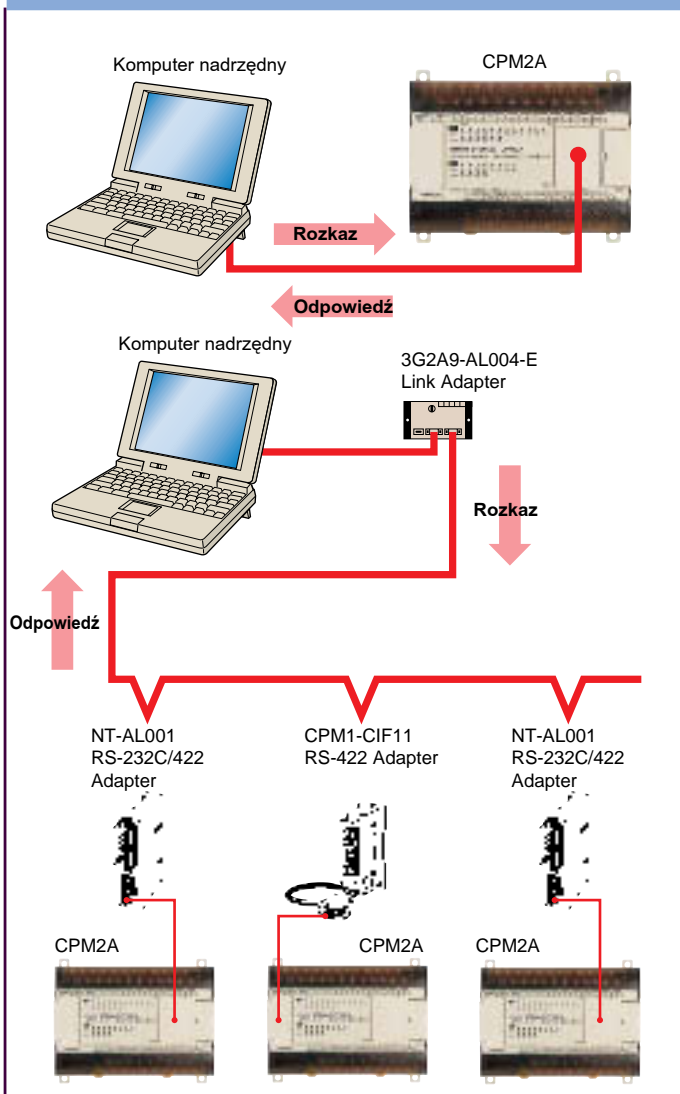 Komputer nadrzędny
CPM2A
Rozkaz
Odpowiedź
Komputer nadrzędny
3G2A9-AL004-E
Link Adapter
Rozkaz
Odpowiedź
NT-AL001
RS-232C/422
Adapter
CPM1-CIF11
RS-422 Adapter
NT-AL001
RS-232C/422
Adapter
CPM2A
CPM2A
CPM2A